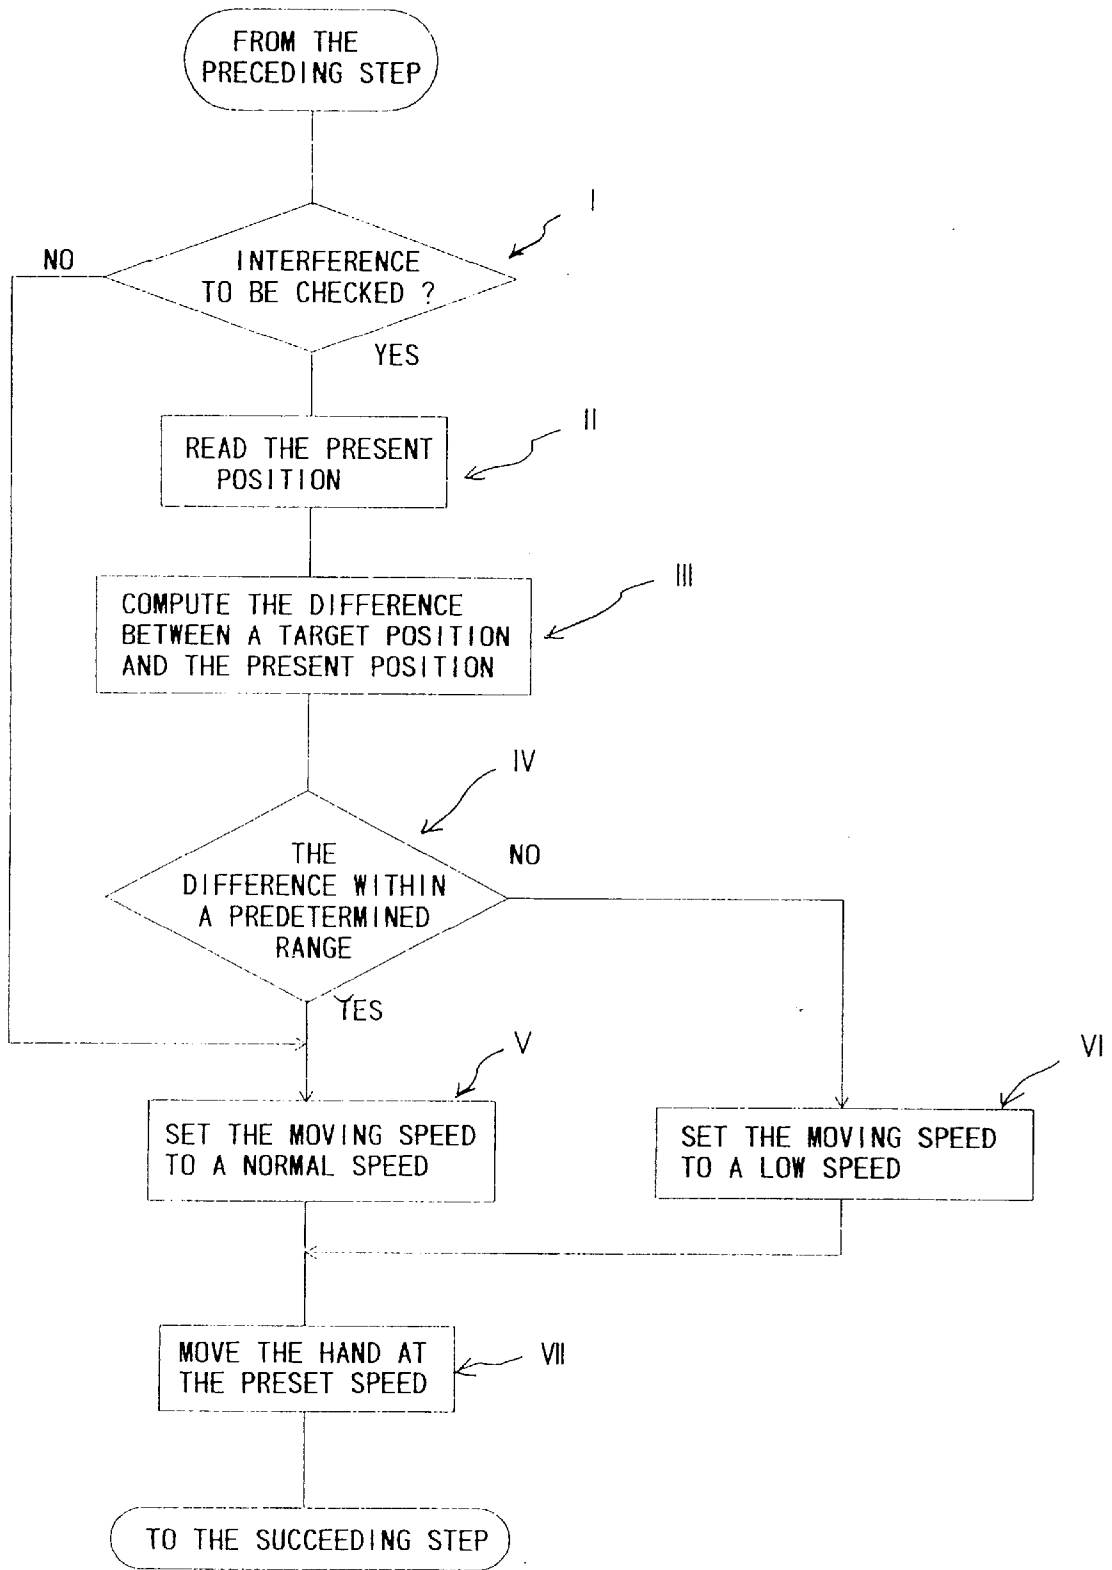 FROM THE
PRECEDING STEP
I
NO
INTERFERENCE
TO BE CHECKED ?
YES
II
READ THE PRESENT
POSITION
III
COMPUTE THE DIFFERENCE
BETWEEN A TARGET POSITION
AND THE PRESENT POSITION
IV
THE
DIFFERENCE WITHIN
A PREDETERMINED
RANGE
NO
YES
V
VI
SET THE MOVING SPEED
TO A NORMAL SPEED
SET THE MOVING SPEED
TO A LOW SPEED
MOVE THE HAND AT
THE PRESET SPEED
VII
TO THE SUCCEEDING STEP